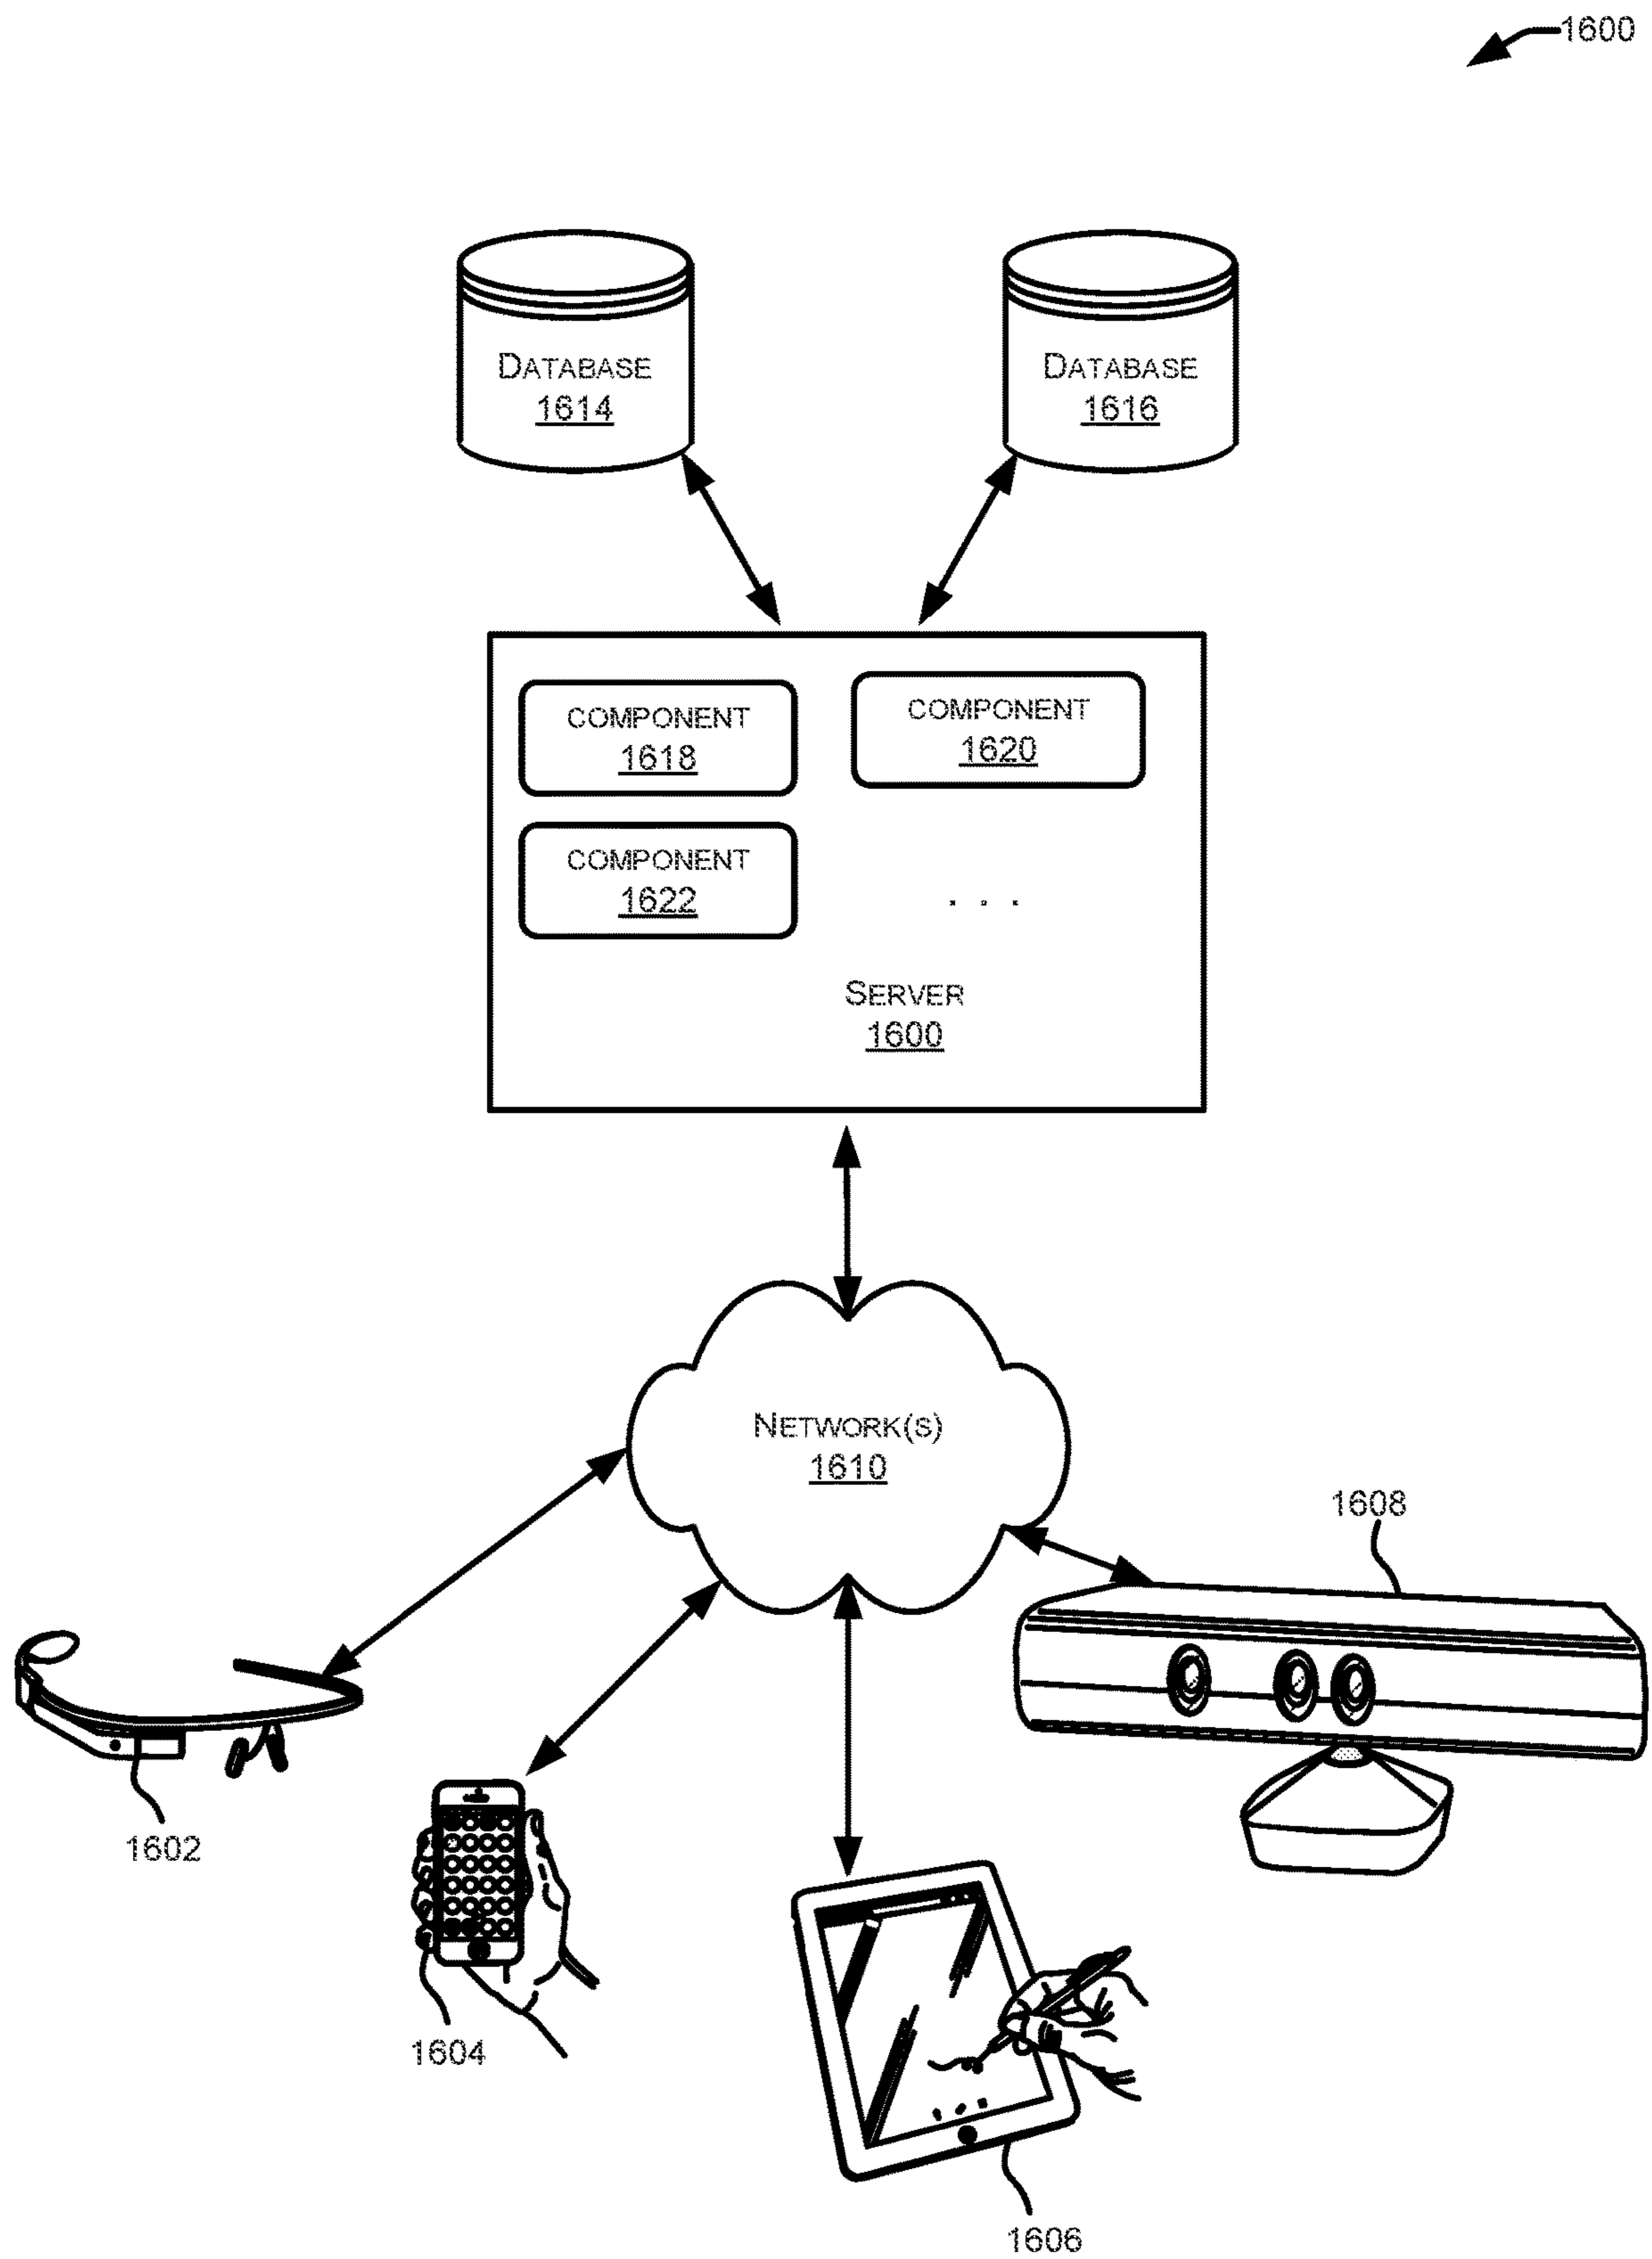 1600
DATABASE
1614
DATABASE
1616
COMPONENT
1618
COMPONENT
1620
COMPONENT
1622
. . .
SERVER
1600
NETWORK(S)
1610
1608
1602
1604
1606